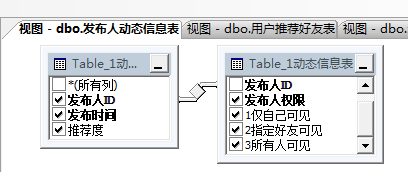 视图 - dbo.发布人动态信息表
视图 - dbo.用户推荐好友表
视图 - dbo.
Table_1动...
*(所有列)
发布人ID
发布时间
推荐度
Table_1动态信息表
发布人ID
发布人权限
1仅自己可见
2指定好友可见
3所有人可见